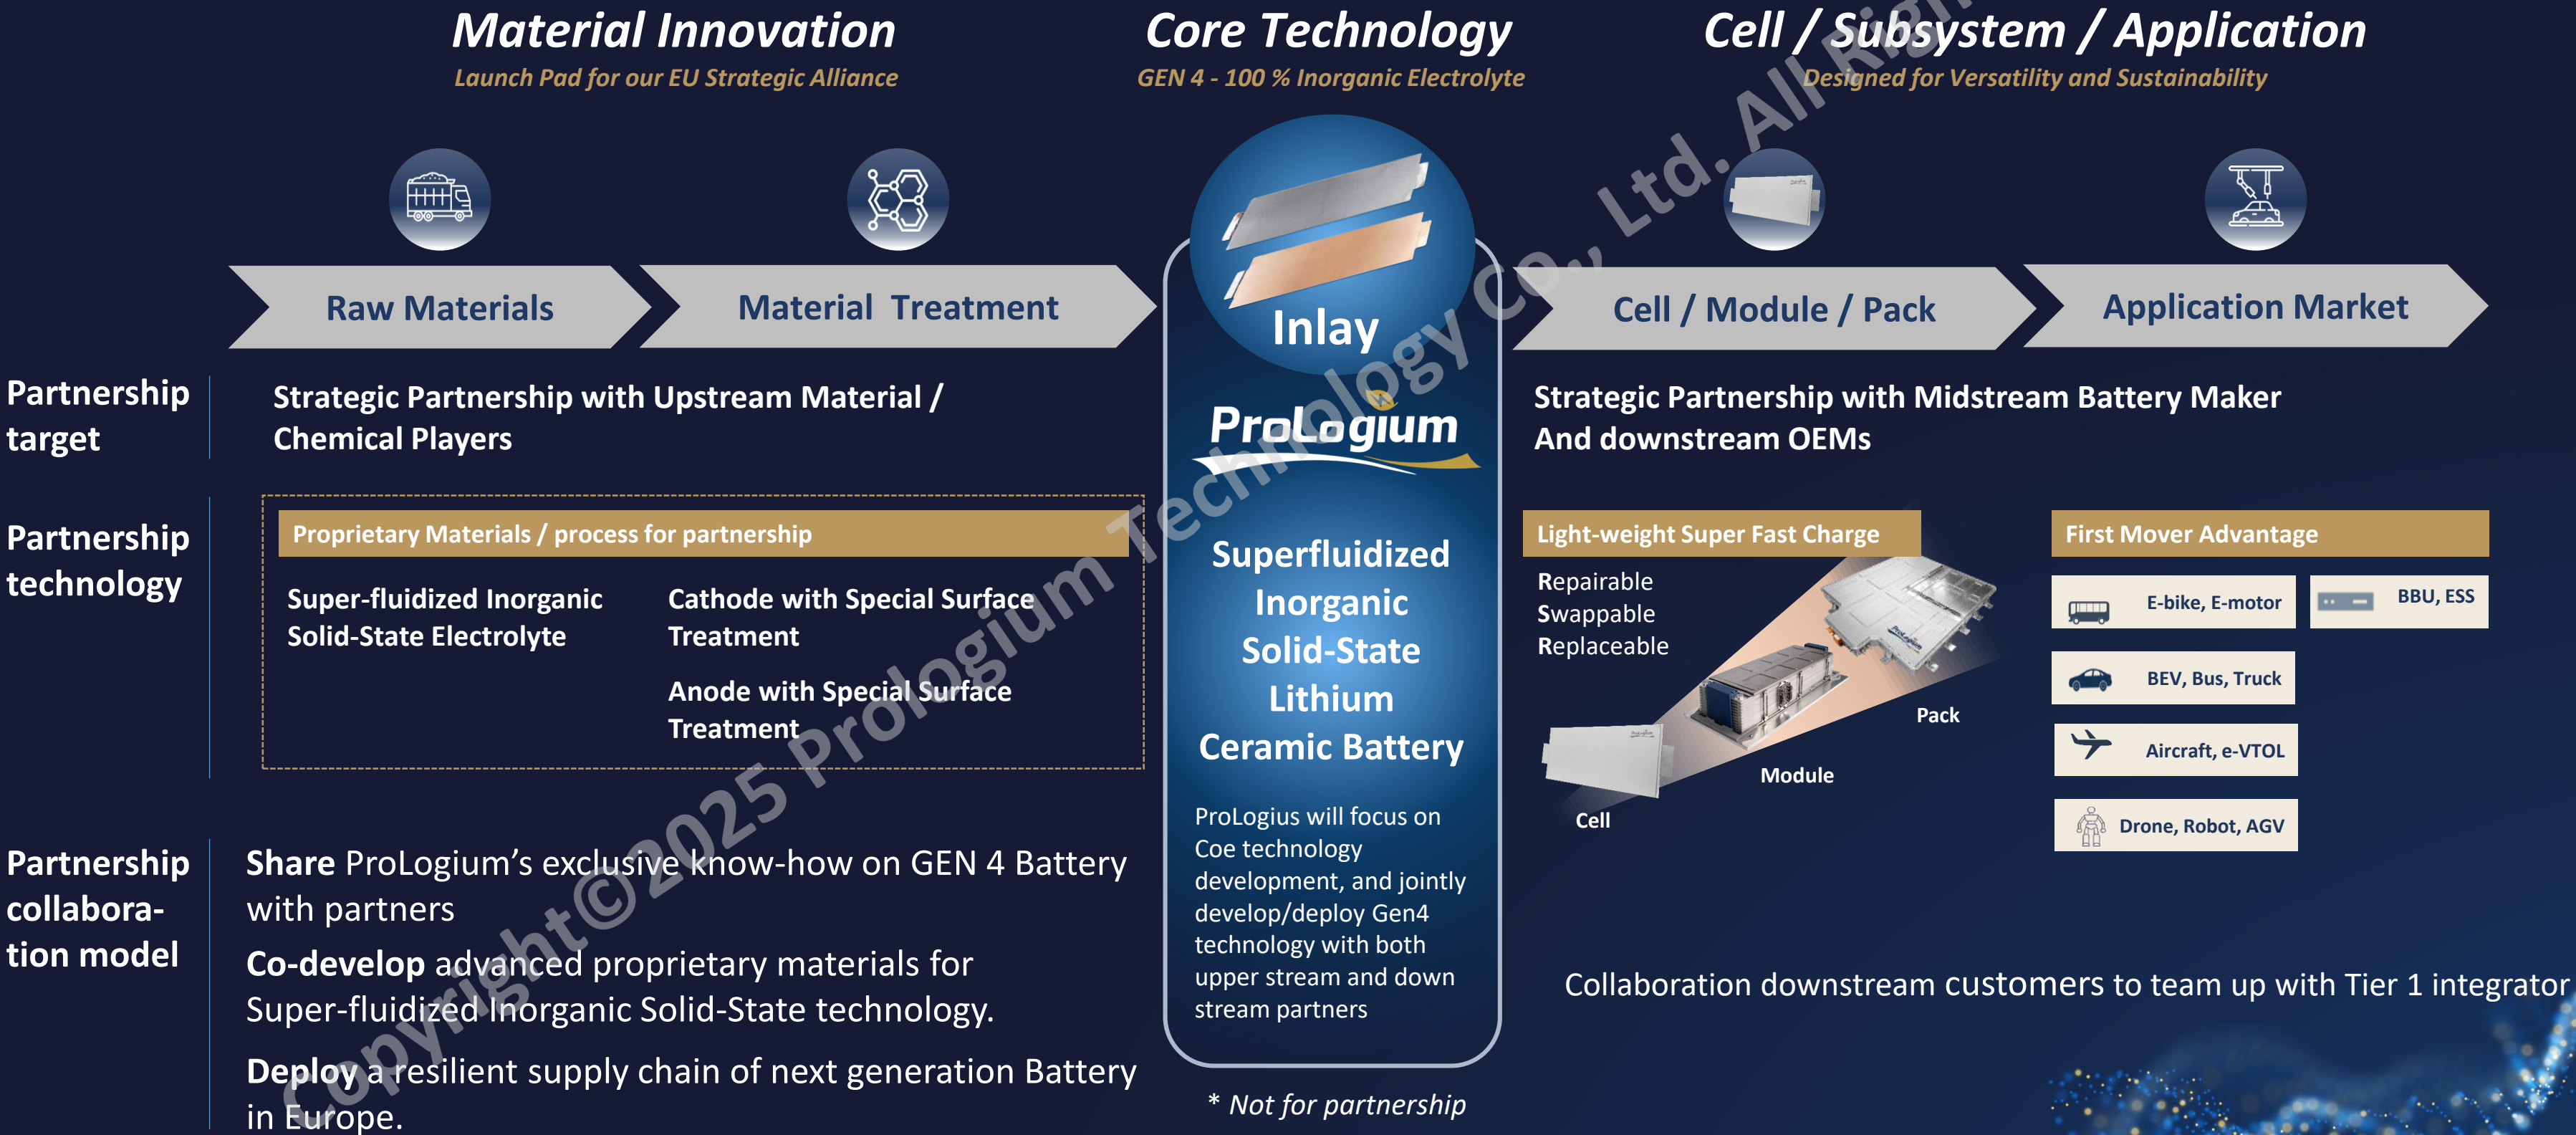 Material Innovation
Launch Pad for our EU Strategic Alliance
Core Technology
GEN 4 - 100 % Inorganic Electrolyte
Cell / Subsystem / Application
Designed for Versatility and Sustainability
Raw Materials
Material Treatment
Inlay
Cell / Module / Pack
Application Market
Partnership
target
Strategic Partnership with Upstream Material /
Chemical Players
ProLogium
Strategic Partnership with Midstream Battery Maker
And downstream OEMs
Partnership
technology
Proprietary Materials / process for partnership
Super-fluidized Inorganic
Solid-State Electrolyte
Cathode with Special Surface
Treatment
Anode with Special Surface
Treatment
Superfluidized
Inorganic
Solid-State
Lithium
Ceramic Battery
Light-weight Super Fast Charge
Repairable
Swappable
Replaceable
Cell
Module
Pack
First Mover Advantage
E-bike, E-motor
BBU, ESS
BEV, Bus, Truck
Aircraft, e-VTOL
Drone, Robot, AGV
Partnership
collabora-
tion model
Share ProLogium’s exclusive know-how on GEN 4 Battery
with partners
Co-develop advanced proprietary materials for
Super-fluidized Inorganic Solid-State technology.
Deploy a resilient supply chain of next generation Battery
in Europe.
ProLogius will focus on
Coe technology
development, and jointly
develop/deploy Gen4
technology with both
upper stream and down
stream partners
* Not for partnership
Collaboration downstream customers to team up with Tier 1 integrator
Copyright©2025 Prologium Technology Co., Ltd. All Righ